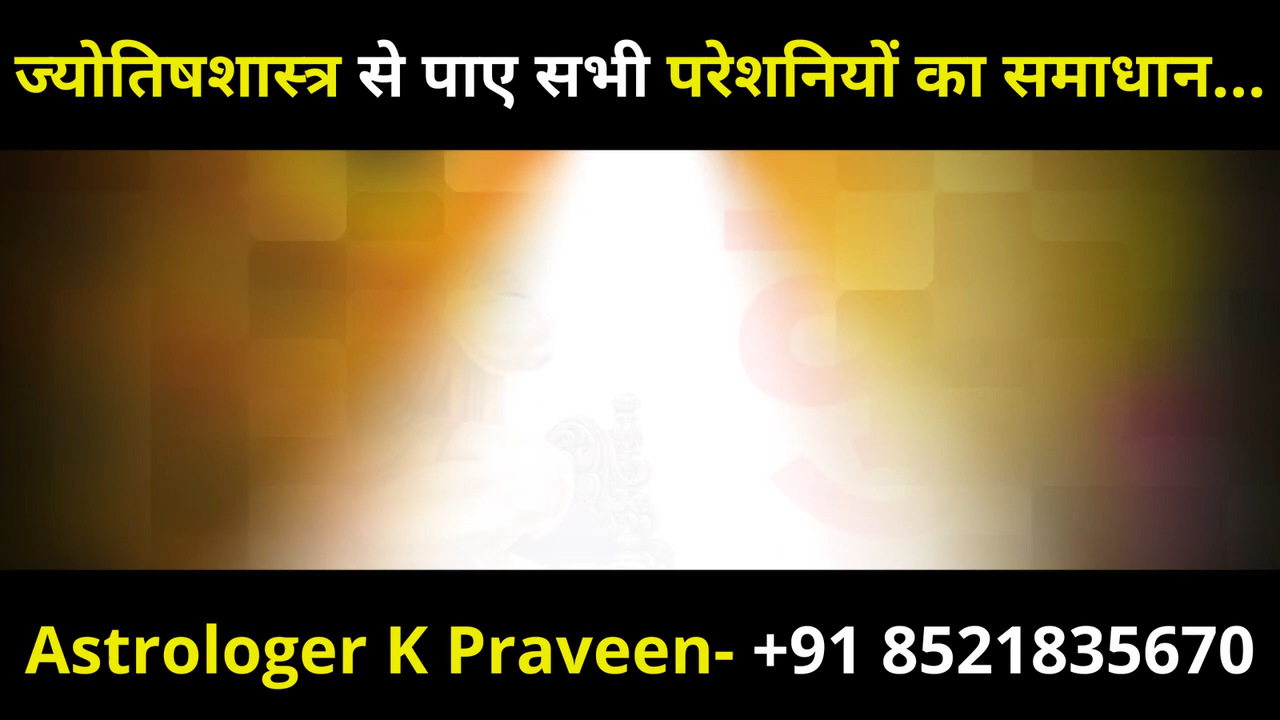 ज्योतिषशास्त्र से पाए सभी परेशनियों का समाधान...
Astrologer K Praveen- +91 8521835670